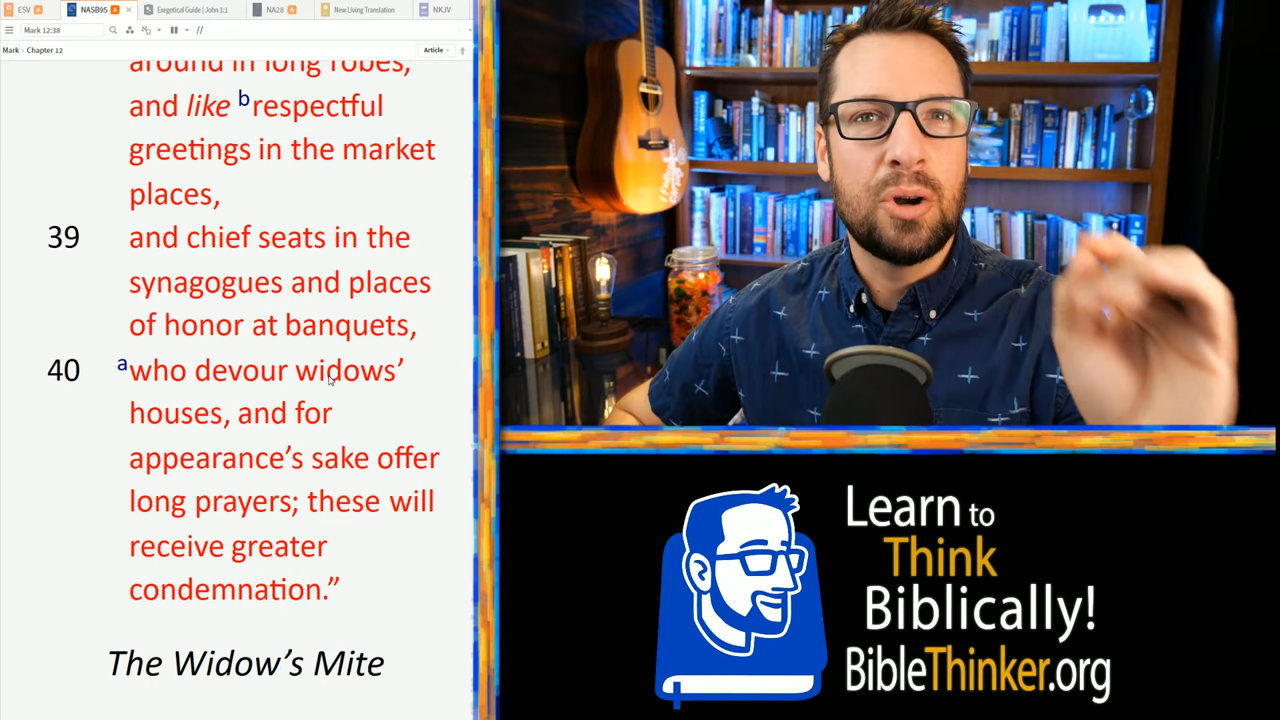 ESV A
NASB95 A
Exegetical Guide | John 1:1
NA28 A
New Living Translation
NKJV
Mark 12:38
Mark › Chapter 12
Article
around in long robes,
and like b respectful
greetings in the market
places,
39 and chief seats in the
synagogues and places
of honor at banquets,
40 a who devour widows’
houses, and for
appearance’s sake offer
long prayers; these will
receive greater
condemnation.”
The Widow’s Mite
Learn to
Think
Biblically!
BibleThinker.org